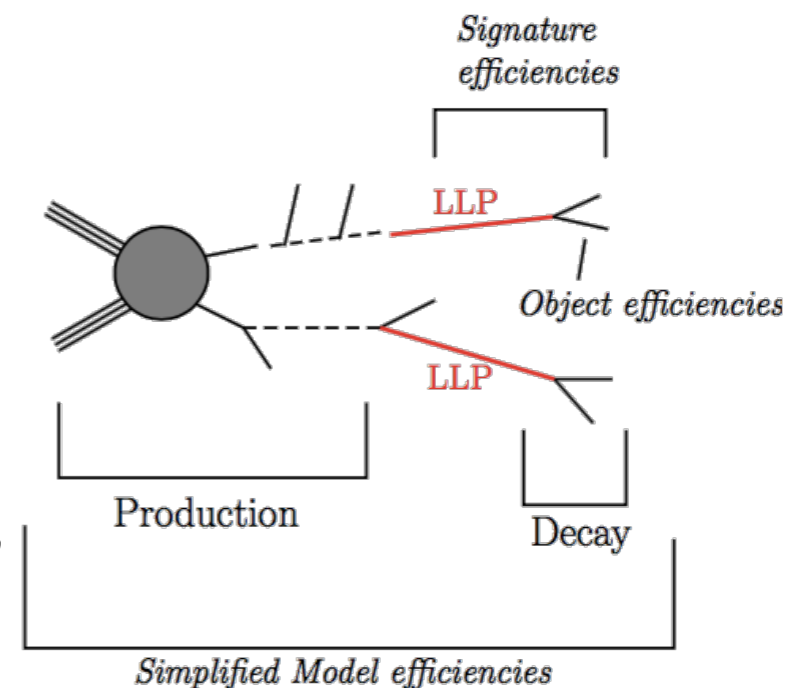 Signature
efficiencies
LLP
Object efficiencies
LLP
Production
Decay
Simplified Model efficiencies